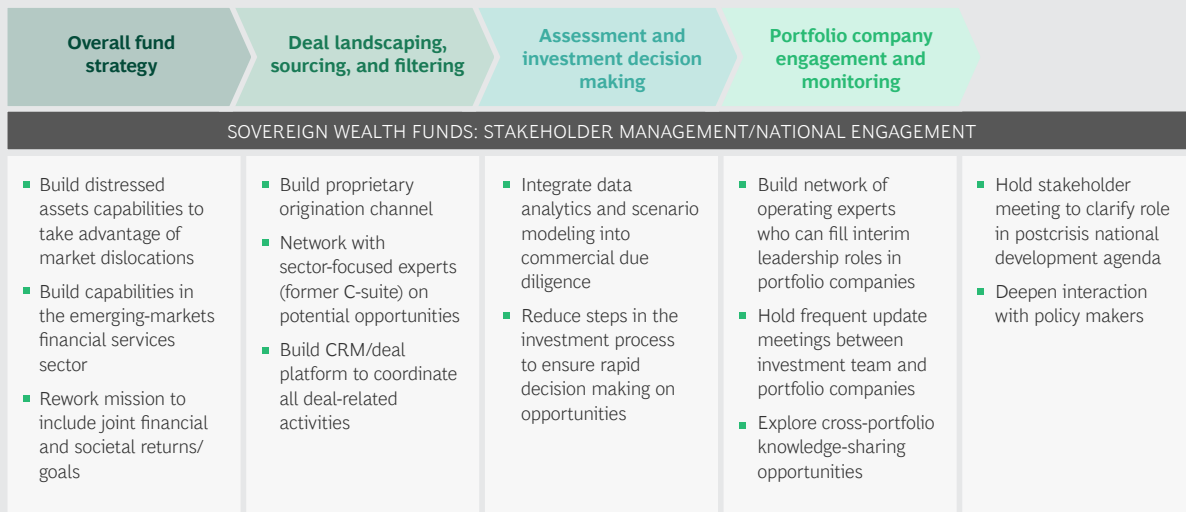 Overall fund
strategy
Deal landscaping,
sourcing, and filtering
Assessment and
investment decision
making
Portfolio company
engagement and
monitoring
SOVEREIGN WEALTH FUNDS: STAKEHOLDER MANAGEMENT/NATIONAL ENGAGEMENT
Build distressed
assets capabilities to
take advantage of
market dislocations
Build capabilities in
the emerging-markets
financial services
sector
Rework mission to
include joint financial
and societal returns/
goals
Build proprietary
origination channel
Network with
sector-focused experts
(former C-suite) on
potential opportunities
Build CRM/deal
platform to coordinate
all deal-related
activities
Integrate data
analytics and scenario
modeling into
commercial due
diligence
Reduce steps in the
investment process
to ensure rapid
decision making on
opportunities
Build network of
operating experts
who can fill interim
leadership roles in
portfolio companies
Hold frequent update
meetings between
investment team and
portfolio companies
Explore cross-portfolio
knowledge-sharing
opportunities
Hold stakeholder
meeting to clarify role
in postcrisis national
development agenda
Deepen interaction
with policy makers